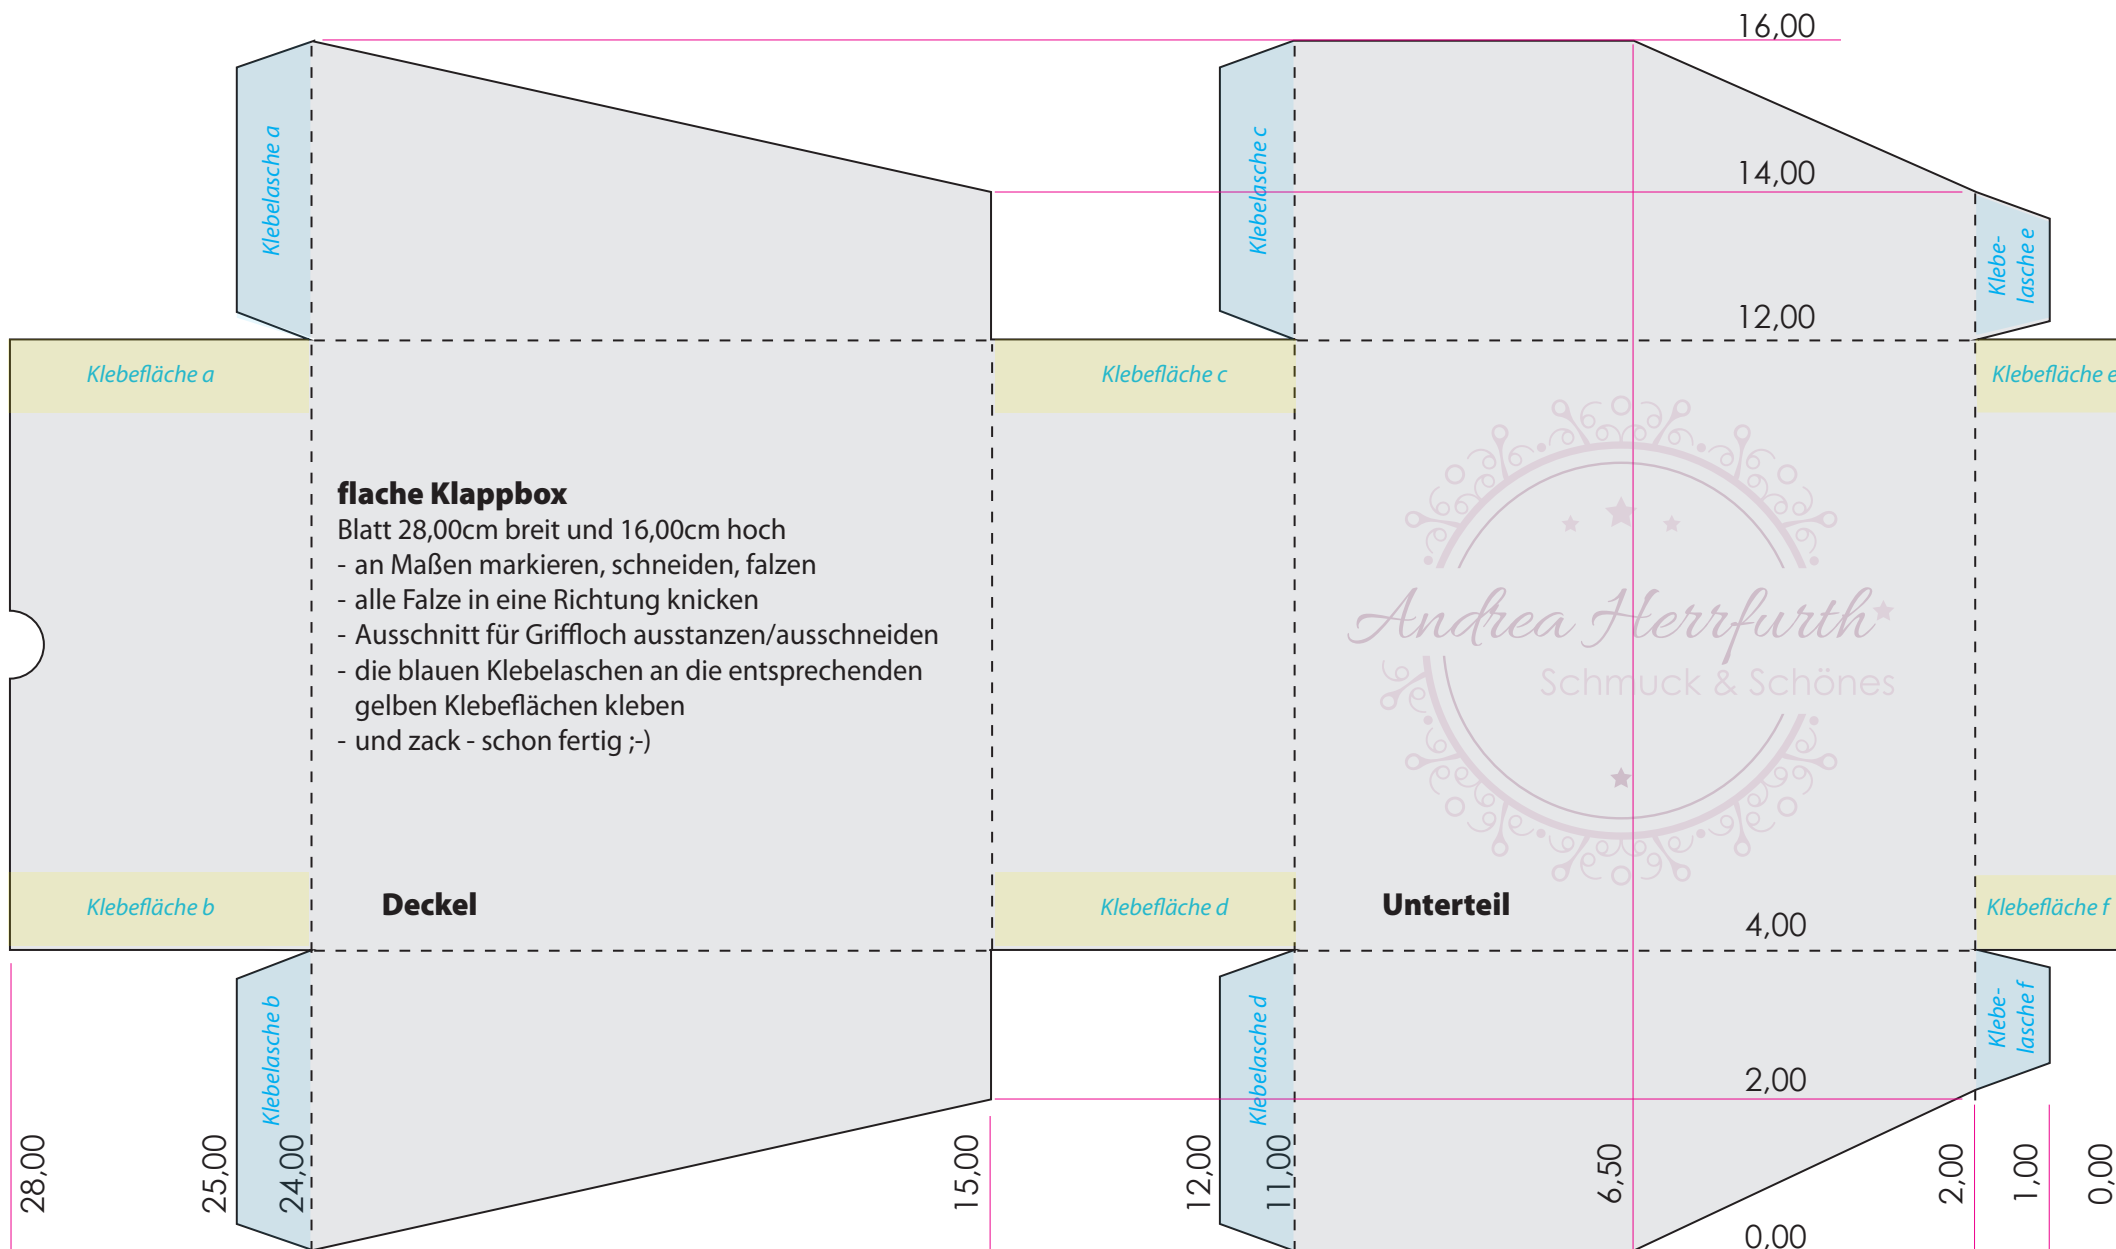 16,00
Klebelasche a
Klebelasche c
14,00
Klebe-
lasche e
12,00
Klebefläche a
Klebefläche c
Klebefläche e
flache Klappbox
Blatt 28,00cm breit und 16,00cm hoch
- an Maßen markieren, schneiden, falzen
- alle Falze in eine Richtung knicken
- Ausschnitt für Griffloch ausstanzen/ausschneiden
- die blauen Klebelaschen an die entsprechenden
gelben Klebeflächen kleben
- und zack - schon fertig ;-)
Andrea Herrfurth
Schmuck & Schönes
Klebefläche b
Deckel
Klebefläche d
Unterteil
Klebefläche f
4,00
Klebelasche b
Klebelasche d
Klebe-
lasche f
2,00
28,00
25,00
24,00
15,00
12,00
11,00
6,50
2,00
1,00
0,00
0,00